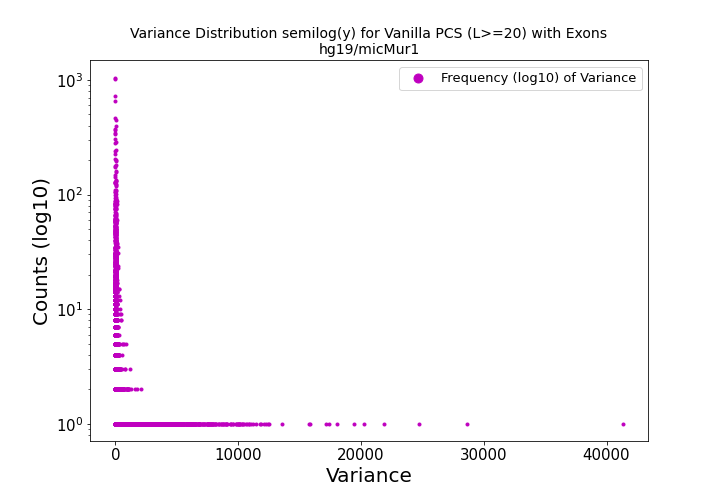 Variance Distribution semilog(y) for Vanilla PCS (L>=20) with Exons
hg19/micMur1
Frequency (log10) of Variance
Counts (log10)
10³
10²
10¹
10⁰
0 10000 20000 30000 40000
Variance